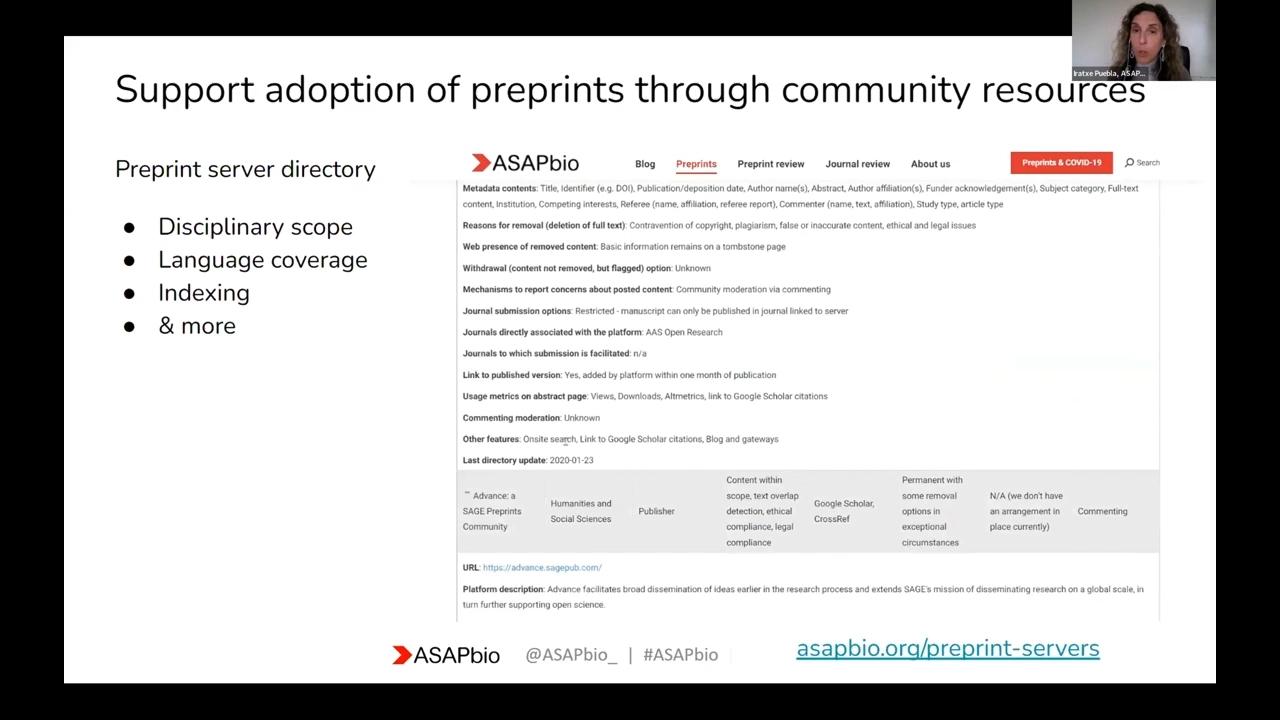 Iratxe Puebla, ASAP...
Support adoption of preprints through community resources
Preprint server directory
● Disciplinary scope
● Language coverage
● Indexing
● & more
ASAPbio
Blog
Preprints
Preprint review
Journal review
About us
Preprints & COVID-19
Search
Metadata contents: Title, Identifier (e.g. DOI), Publication/deposition date, Author name(s), Abstract, Author affiliation(s), Funder acknowledgement(s), Subject category, Full-text
content, Institution, Competing interests, Referee (name, affiliation, referee report), Commenter (name, text, affiliation), Study type, article type
Reasons for removal (deletion of full text): Contravention of copyright, plagiarism, false or inaccurate content, ethical and legal issues
Web presence of removed content: Basic information remains on a tombstone page
Withdrawal (content not removed, but flagged) option: Unknown
Mechanisms to report concerns about posted content: Community moderation via commenting
Journal submission options: Restricted - manuscript can only be published in journal linked to server
Journals directly associated with the platform: AAS Open Research
Journals to which submission is facilitated: n/a
Link to published version: Yes, added by platform within one month of publication
Usage metrics on abstract page: Views, Downloads, Altmetrics, link to Google Scholar citations
Commenting moderation: Unknown
Other features: Onsite search, Link to Google Scholar citations, Blog and gateways
Last directory update: 2020-01-23
Advance: a
SAGE Preprints
Community
Humanities and
Social Sciences
Publisher
Content within
scope, text overlap
detection, ethical
compliance, legal
compliance
Google Scholar,
CrossRef
Permanent with
some removal
options in
exceptional
circumstances
N/A (we don't have
an arrangement in
place currently)
Commenting
URL: https://advance.sagepub.com/
Platform description: Advance facilitates broad dissemination of ideas earlier in the research process and extends SAGE's mission of disseminating research on a global scale, in
turn further supporting open science.
ASAPbio
@ASAPbio_ | #ASAPbio
asapbio.org/preprint-servers